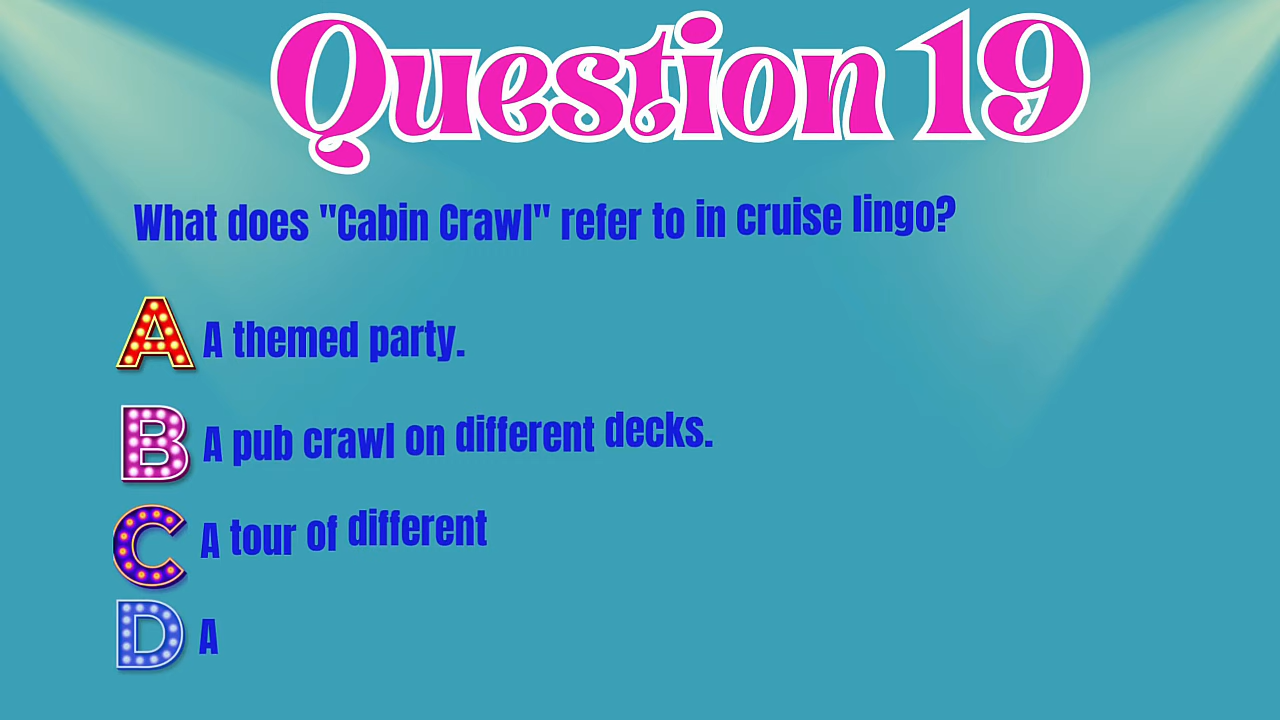 Question 19
What does "Cabin Crawl" refer to in cruise lingo?
A A themed party.
B A pub crawl on different decks.
C A tour of different
D A